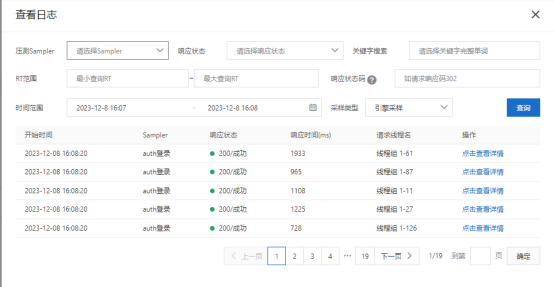 查看日志
压测Sampler 请选择Sampler 响应状态 请选择响应状态 关键字搜索 请选择关键字完整单词
RT范围 最小查询RT - 最大查询RT 响应状态码 ? 如请求响应码302
时间范围 2023-12-8 16:07 - 2023-12-8 16:08 采样类型 引擎采样 查询
开始时间 Sampler 响应状态 响应时间(ms) 请求线程名 操作
2023-12-08 16:08:20 auth登录 200/成功 1933 线程组 1-61 点击查看详情
2023-12-08 16:08:20 auth登录 200/成功 965 线程组 1-87 点击查看详情
2023-12-08 16:08:20 auth登录 200/成功 1108 线程组 1-11 点击查看详情
2023-12-08 16:08:20 auth登录 200/成功 1225 线程组 1-27 点击查看详情
2023-12-08 16:08:20 auth登录 200/成功 728 线程组 1-126 点击查看详情
上一页 1 2 3 4 ··· 19 下一页 1/19 到第 页 确定